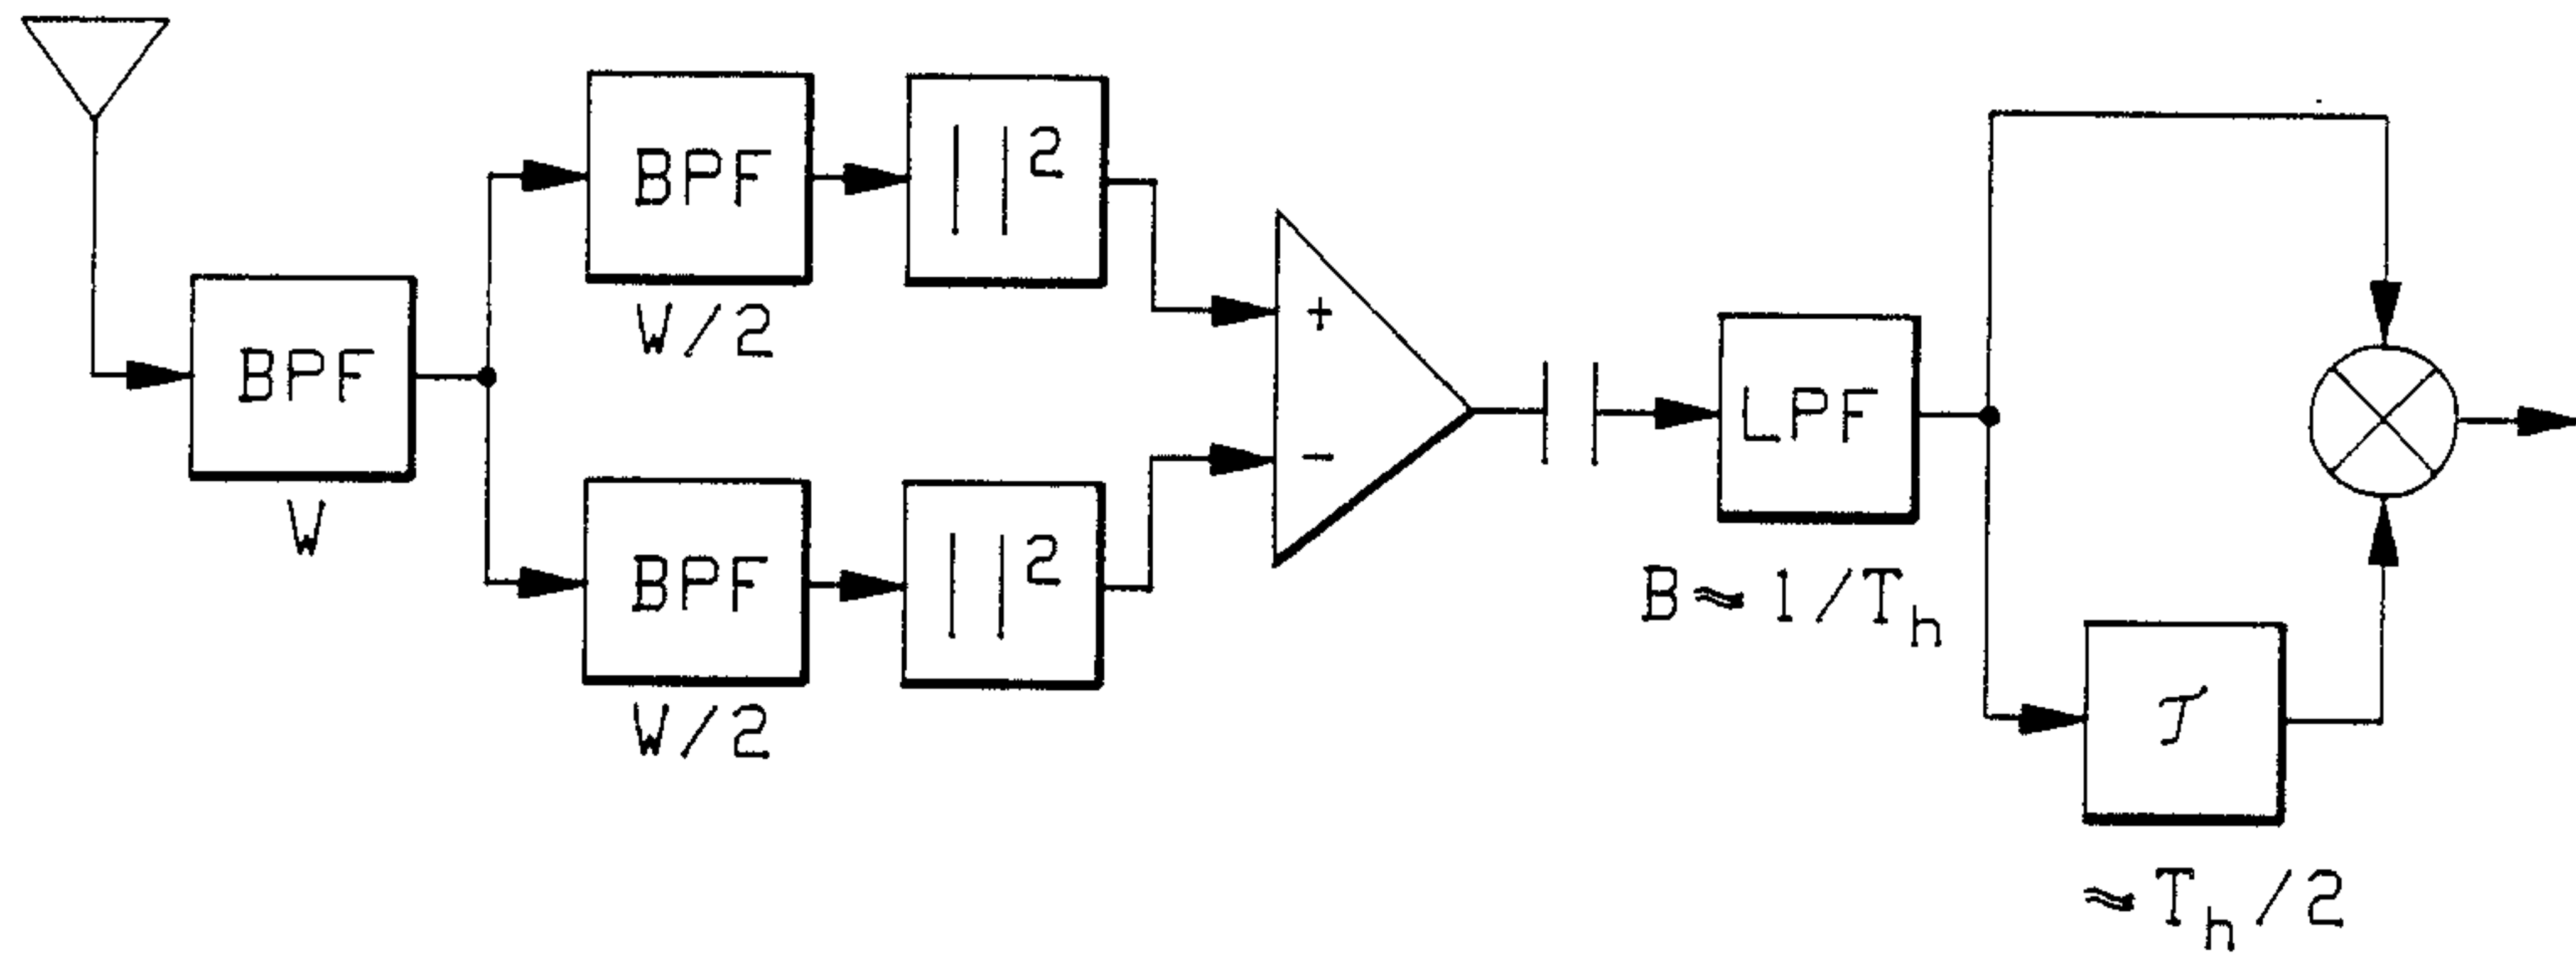 BPF
W
BPF
W/2
| |²
BPF
W/2
| |²
+
−
LPF
B ≈ 1/Tₕ
𝒯
≈ Tₕ/2